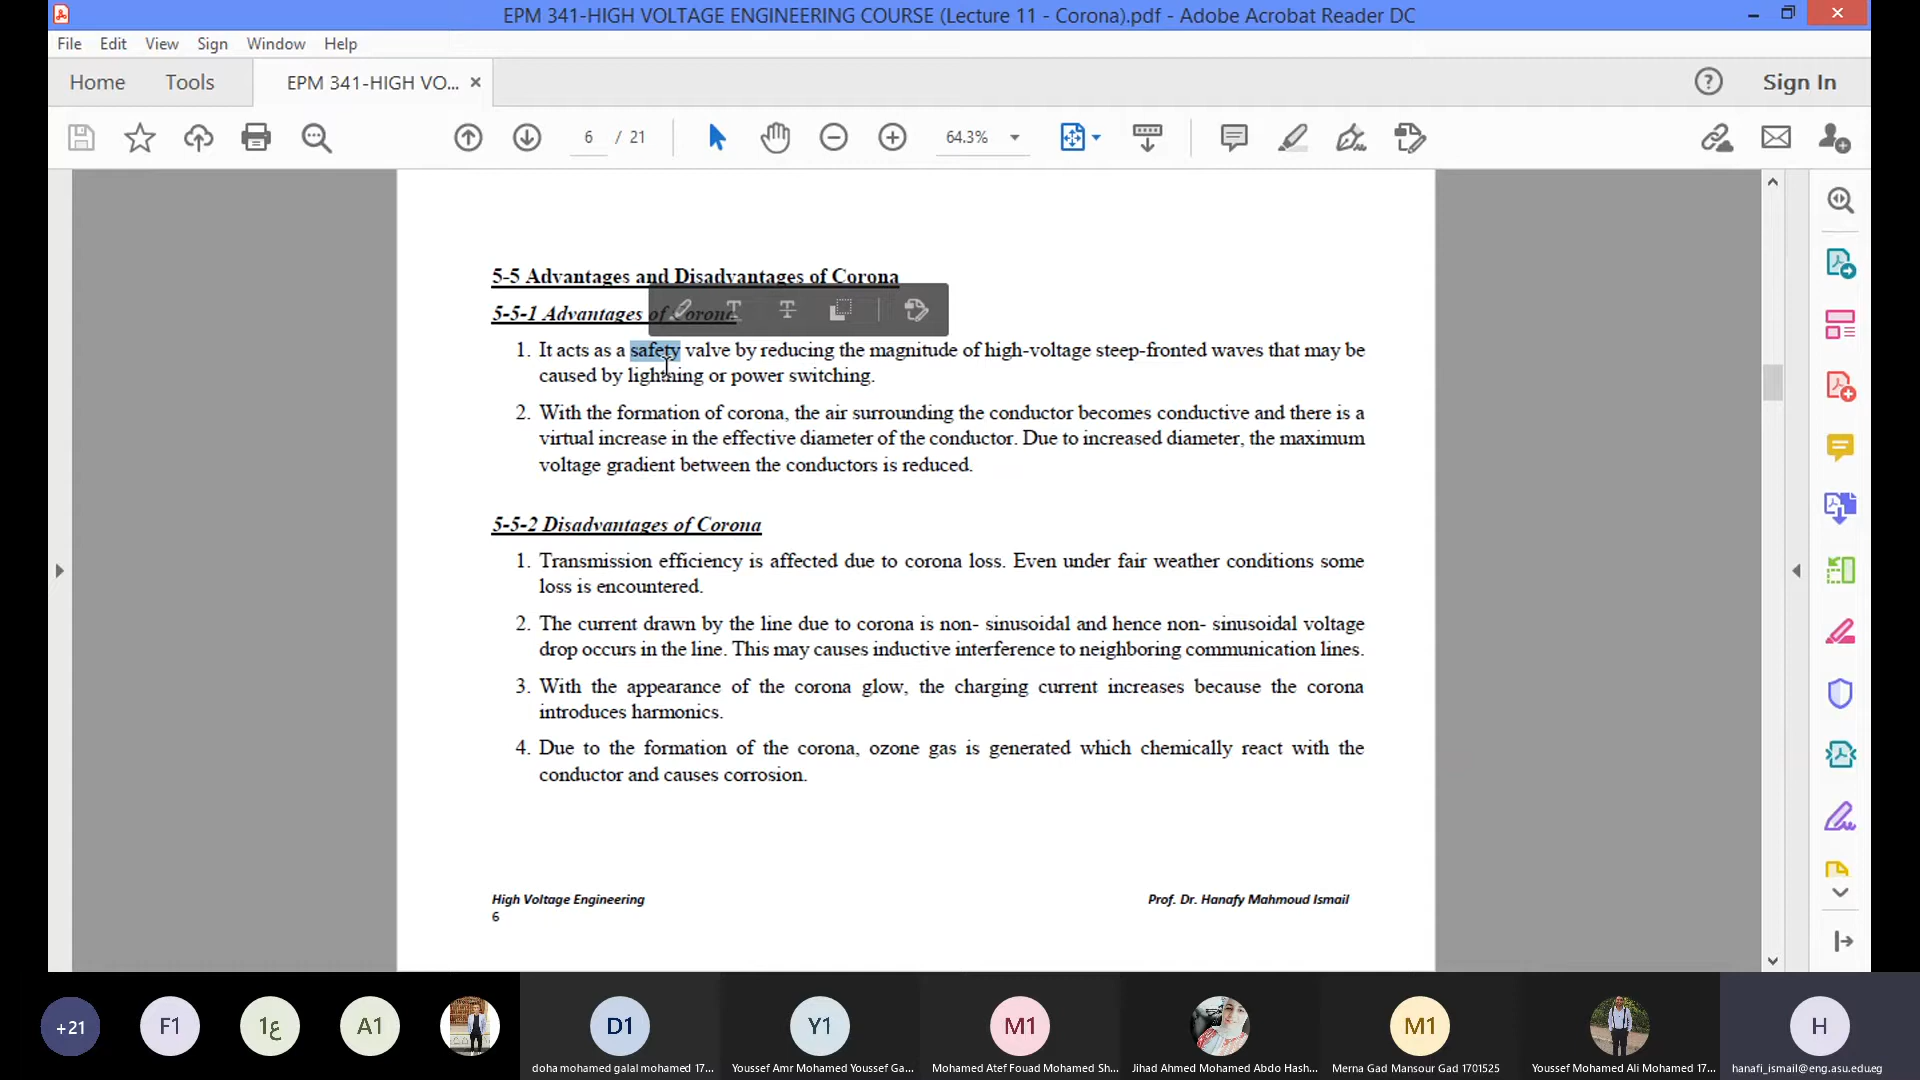 EPM 341-HIGH VOLTAGE ENGINEERING COURSE (Lecture 11 - Corona).pdf - Adobe Acrobat Reader DC
File Edit View Sign Window Help
Home Tools EPM 341-HIGH VO... Sign In
6 / 21 64.3%
5-5 Advantages and Disadvantages of Corona
5-5-1 Advantages of Corona
1. It acts as a safety valve by reducing the magnitude of high-voltage steep-fronted waves that may be
caused by lightning or power switching.
2. With the formation of corona, the air surrounding the conductor becomes conductive and there is a
virtual increase in the effective diameter of the conductor. Due to increased diameter, the maximum
voltage gradient between the conductors is reduced.
5-5-2 Disadvantages of Corona
1. Transmission efficiency is affected due to corona loss. Even under fair weather conditions some
loss is encountered.
2. The current drawn by the line due to corona is non- sinusoidal and hence non- sinusoidal voltage
drop occurs in the line. This may causes inductive interference to neighboring communication lines.
3. With the appearance of the corona glow, the charging current increases because the corona
introduces harmonics.
4. Due to the formation of the corona, ozone gas is generated which chemically react with the
conductor and causes corrosion.
High Voltage Engineering Prof. Dr. Hanafy Mahmoud Ismail
6
+21 F1 ع1 A1 D1 Y1 M1 M1 H
doha mohamed galal mohamed 17... Youssef Amr Mohamed Youssef Ga... Mohamed Atef Fouad Mohamed Sh... Jihad Ahmed Mohamed Abdo Hash... Merna Gad Mansour Gad 1701525 Youssef Mohamed Ali Mohamed 17... hanafi_ismail@eng.asu.edu.eg